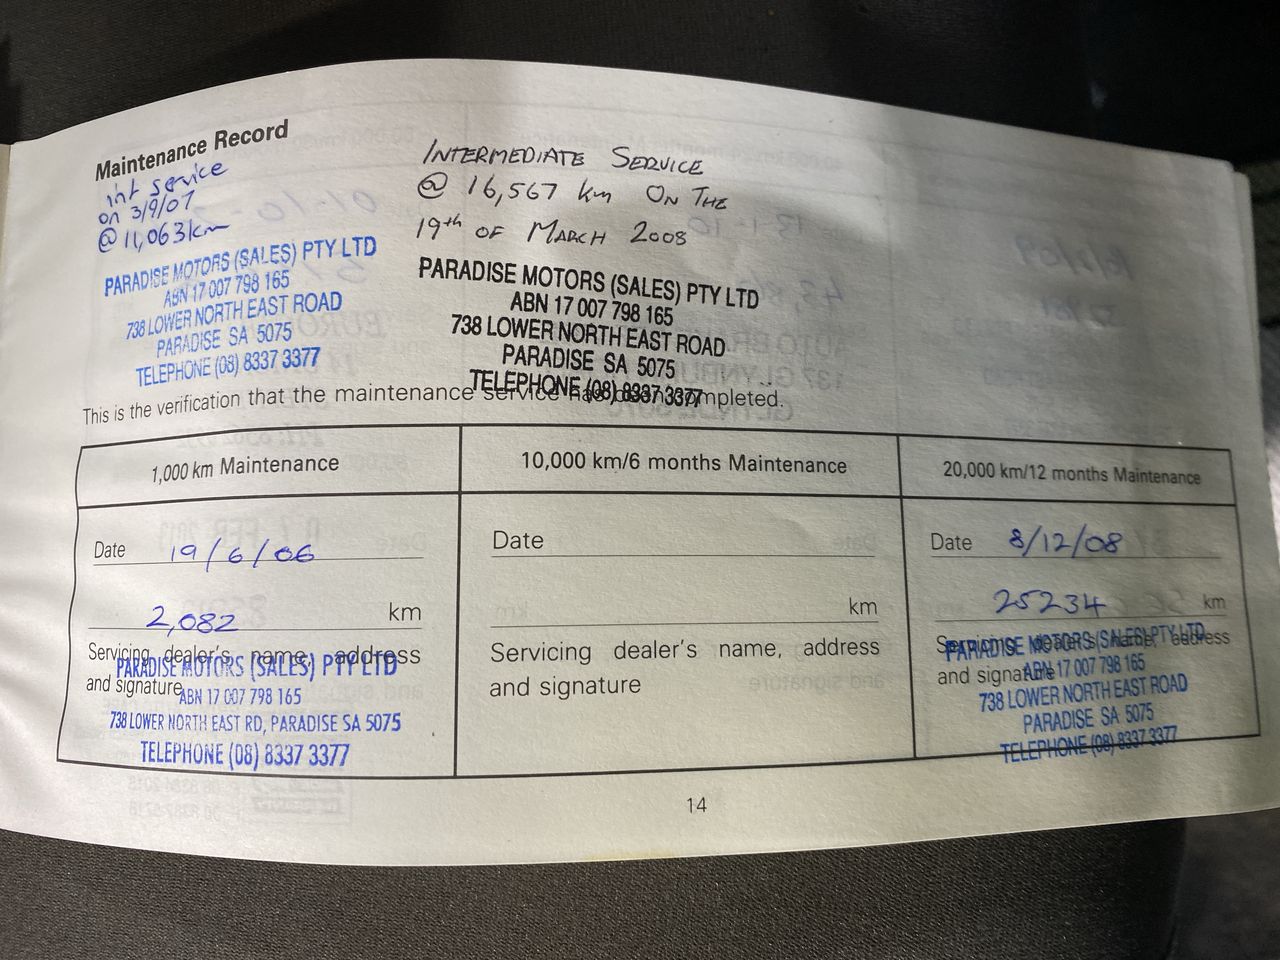 Maintenance Record
int service
on 3/9/07
@ 11,063km
PARADISE MOTORS (SALES) PTY LTD
ABN 17 007 798 165
738 LOWER NORTH EAST ROAD
PARADISE SA 5075
TELEPHONE (08) 8337 3377
INTERMEDIATE SERVICE
@ 16,567 km ON THE
19th OF MARCH 2008
PARADISE MOTORS (SALES) PTY LTD
ABN 17 007 798 165
738 LOWER NORTH EAST ROAD
PARADISE SA 5075
TELEPHONE (08) 8337 3377
This is the verification that the maintenance service has been completed.
1,000 km Maintenance
Date 19/6/06
2,082 km
Servicing dealer's name, address
and signature
PARADISE MOTORS (SALES) PTY LTD
ABN 17 007 798 165
738 LOWER NORTH EAST RD, PARADISE SA 5075
TELEPHONE (08) 8337 3377
10,000 km/6 months Maintenance
Date
km
Servicing dealer's name, address
and signature
20,000 km/12 months Maintenance
Date 8/12/08
25234 km
Servicing dealer's name, address
and signature
PARADISE MOTORS (SALES) PTY LTD
ABN 17 007 798 165
738 LOWER NORTH EAST ROAD
PARADISE SA 5075
TELEPHONE (08) 8337 3377
14